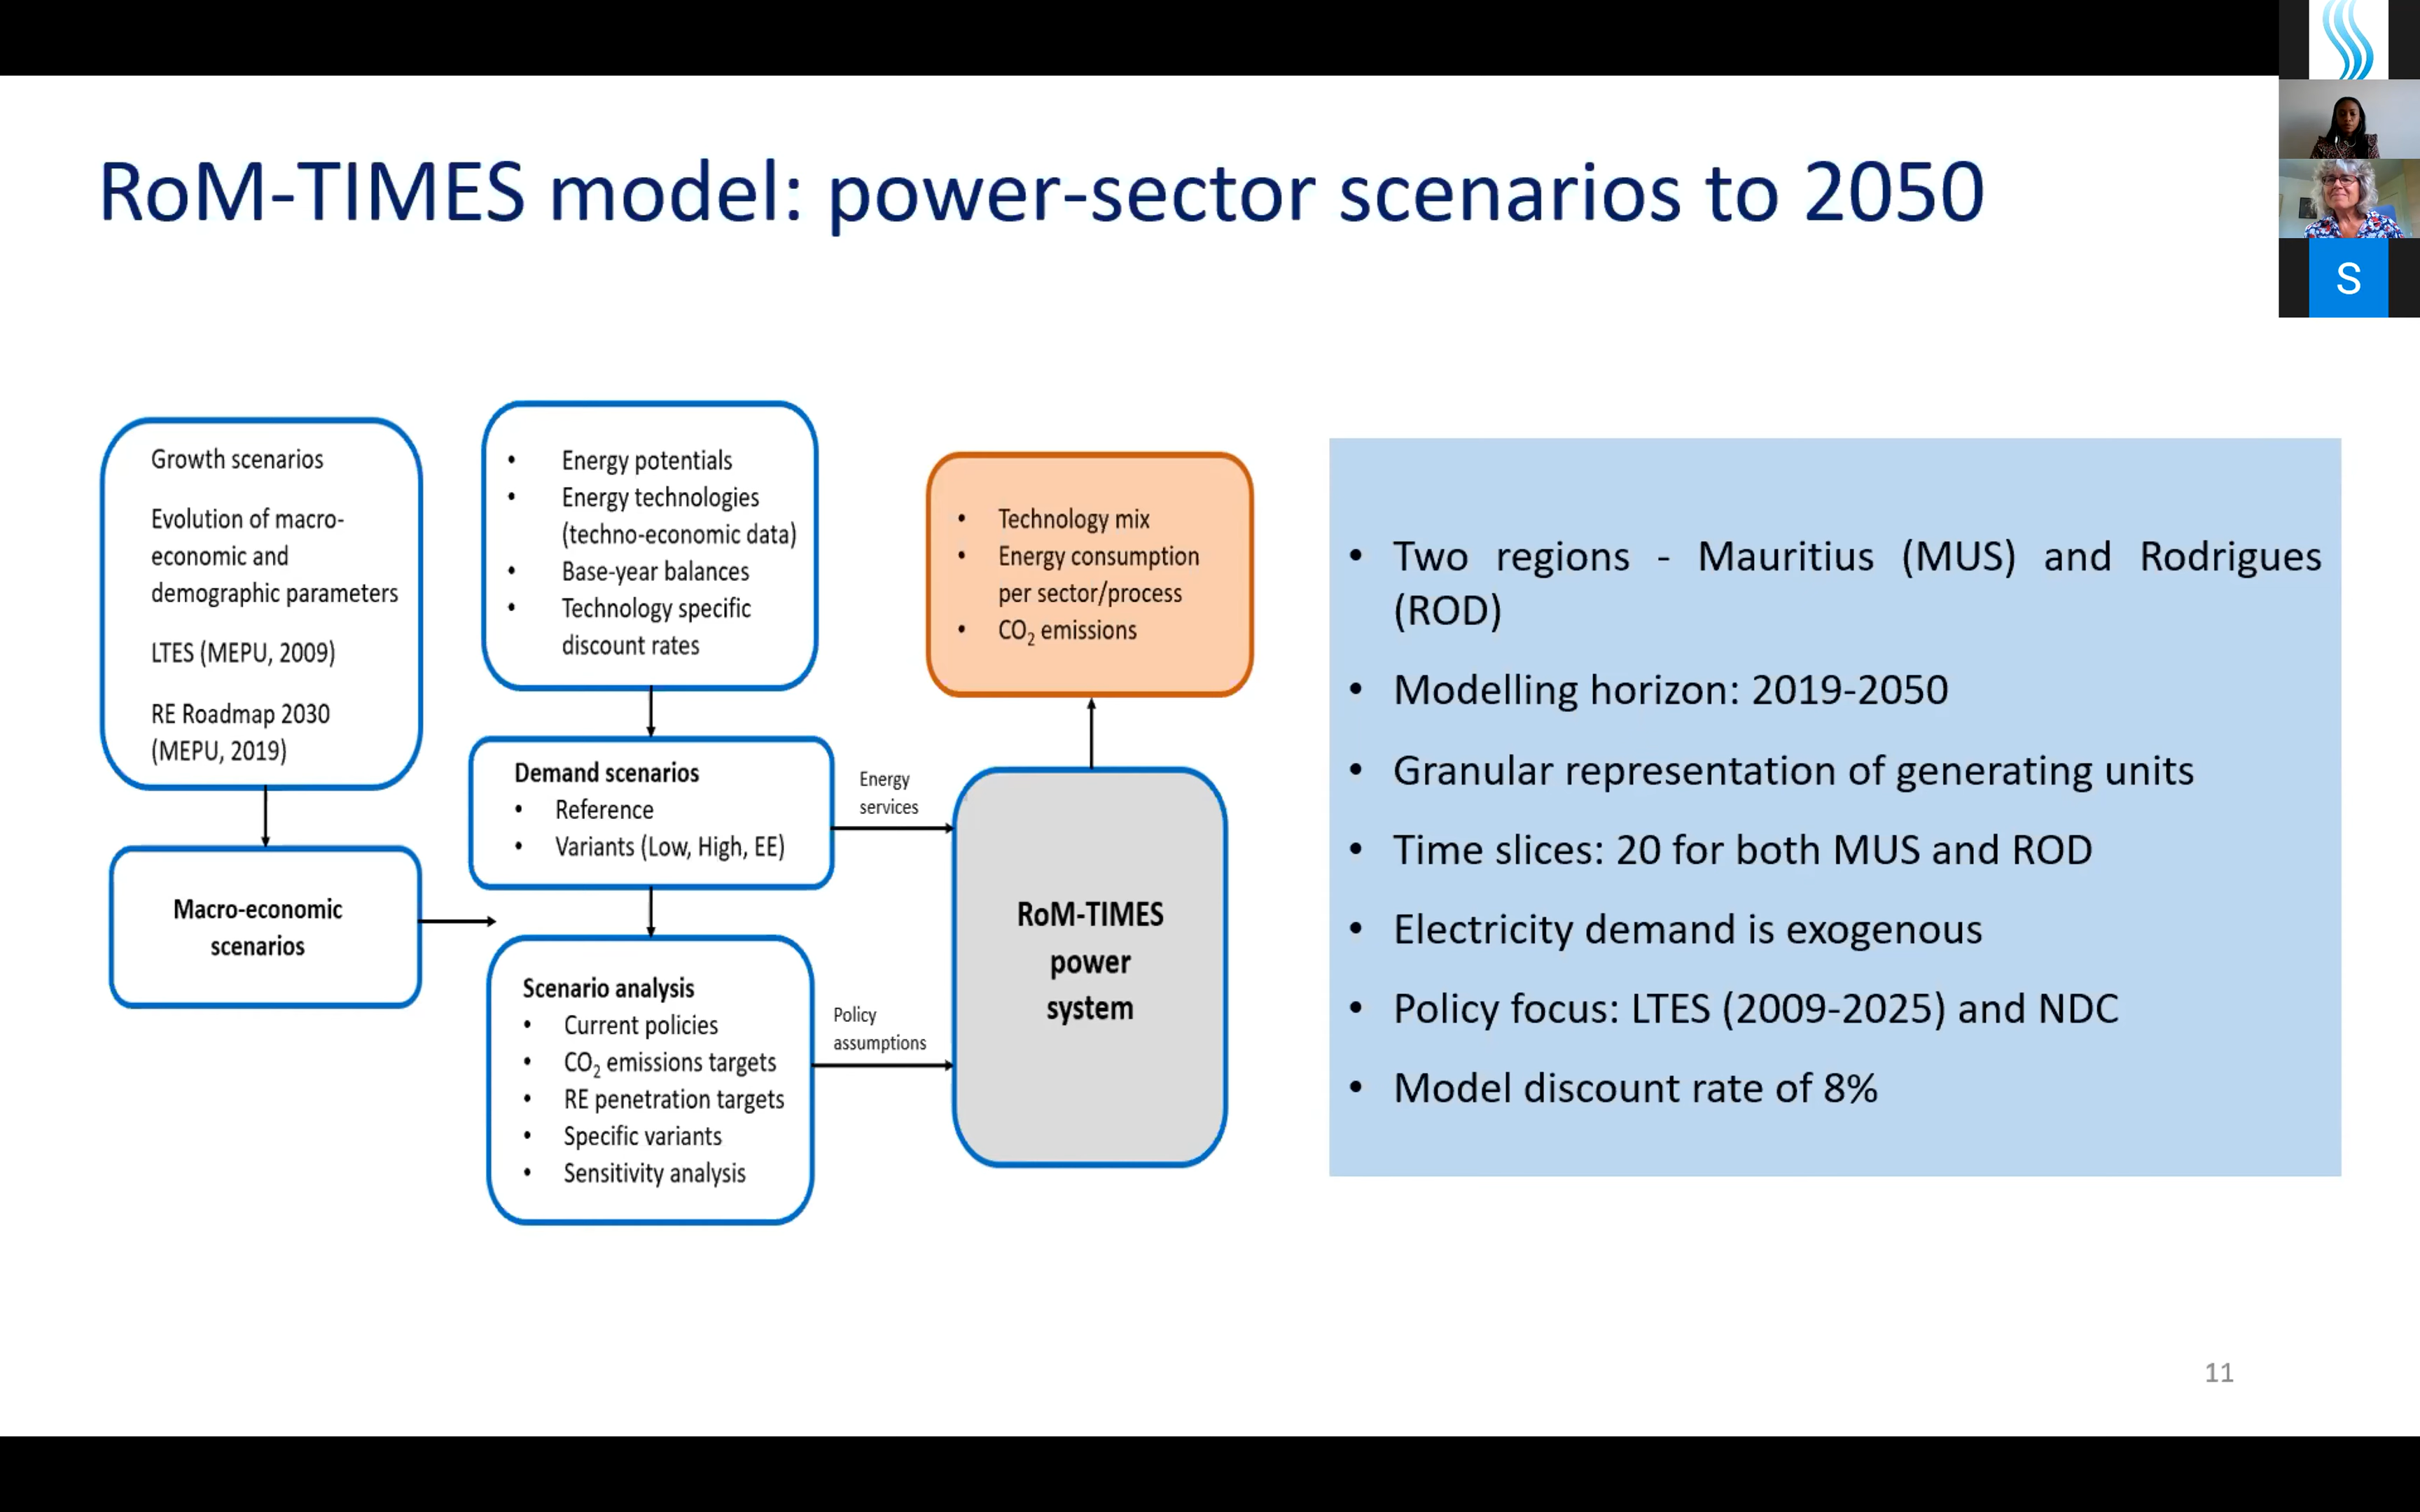 RoM-TIMES model: power-sector scenarios to 2050
S
Growth scenarios
Evolution of macro-
economic and
demographic parameters
LTES (MEPU, 2009)
RE Roadmap 2030
(MEPU, 2019)
Macro-economic
scenarios
• Energy potentials
• Energy technologies
(techno-economic data)
• Base-year balances
• Technology specific
discount rates
Demand scenarios
• Reference
• Variants (Low, High, EE)
Scenario analysis
• Current policies
• CO₂ emissions targets
• RE penetration targets
• Specific variants
• Sensitivity analysis
Energy
services
Policy
assumptions
• Technology mix
• Energy consumption
per sector/process
• CO₂ emissions
RoM-TIMES
power
system
• Two regions - Mauritius (MUS) and Rodrigues
(ROD)
• Modelling horizon: 2019-2050
• Granular representation of generating units
• Time slices: 20 for both MUS and ROD
• Electricity demand is exogenous
• Policy focus: LTES (2009-2025) and NDC
• Model discount rate of 8%
11